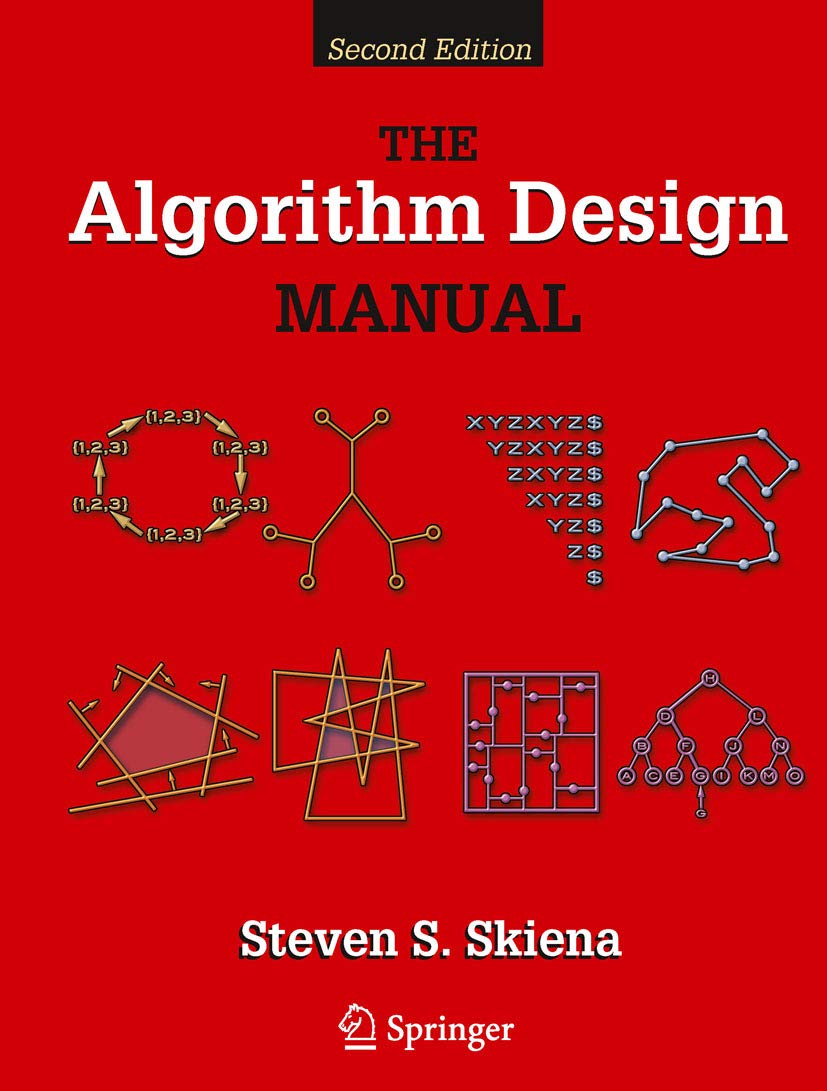 Second Edition
THE
Algorithm Design
MANUAL
{1,2,3}
{1,2,3} {1,2,3}
{1,2,3} {1,2,3}
{1,2,3}
XYZXYZ$
YZXYZ$
ZXYZ$
XYZ$
YZ$
Z$
$
H
D L
B F J N
A C E G I K M O
G
Steven S. Skiena
Springer